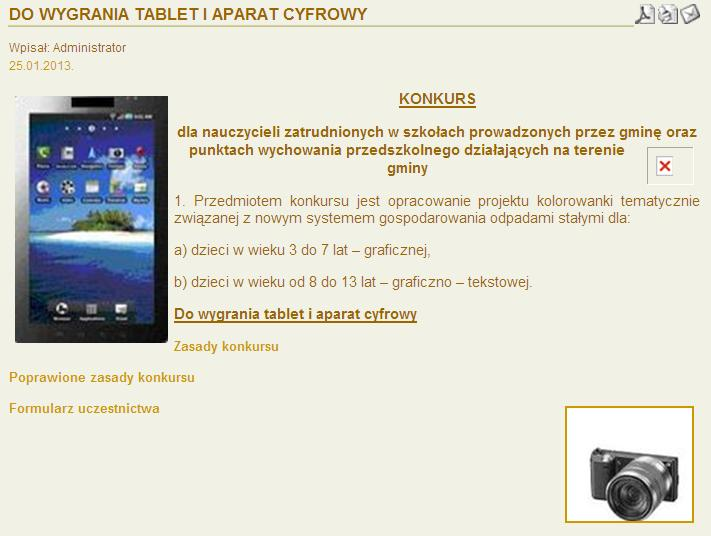 DO WYGRANIA TABLET I APARAT CYFROWY
Wpisał: Administrator
25.01.2013.
KONKURS
dla nauczycieli zatrudnionych w szkołach prowadzonych przez gminę oraz
punktach wychowania przedszkolnego działających na terenie
gminy
1. Przedmiotem konkursu jest opracowanie projektu kolorowanki tematycznie
związanej z nowym systemem gospodarowania odpadami stałymi dla:
a) dzieci w wieku 3 do 7 lat – graficznej,
b) dzieci w wieku od 8 do 13 lat – graficzno – tekstowej.
Do wygrania tablet i aparat cyfrowy
Zasady konkursu
Poprawione zasady konkursu
Formularz uczestnictwa